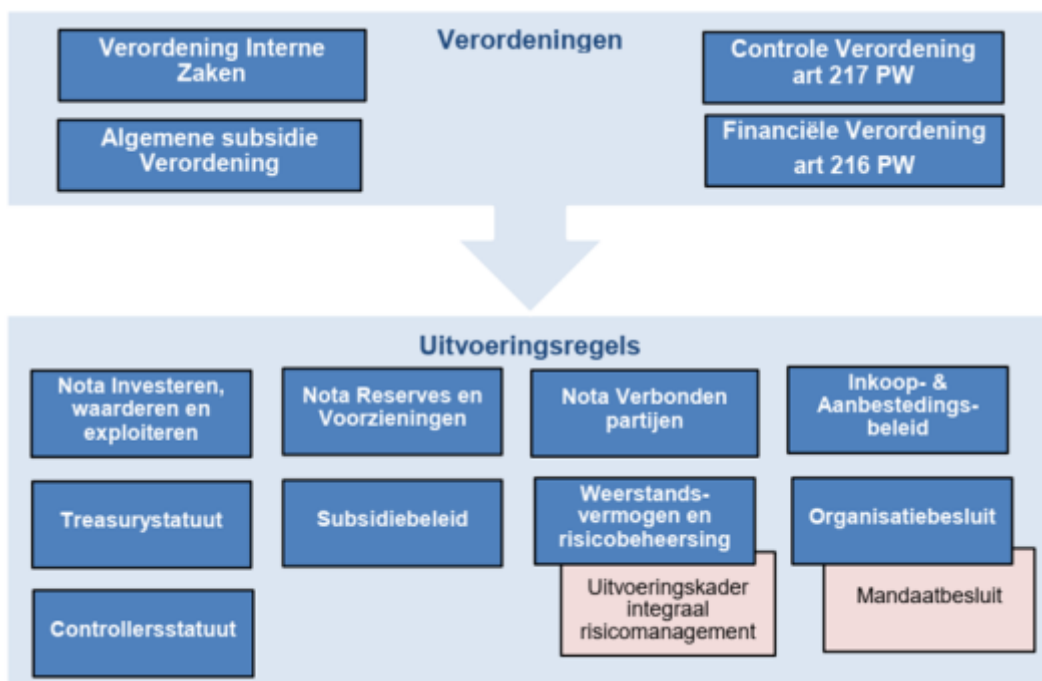 Verordeningen
Verordening Interne
Zaken
Controle Verordening
art 217 PW
Algemene subsidie
Verordening
Financiële Verordening
art 216 PW
Uitvoeringsregels
Nota Investeren,
waarderen en
exploiteren
Nota Reserves en
Voorzieningen
Nota Verbonden
partijen
Inkoop- &
Aanbestedings-
beleid
Treasurystatuut
Subsidiebeleid
Weerstands-
vermogen en
risicobeheersing
Organisatiebesluit
Uitvoeringskader
integraal
risicomanagement
Mandaatbesluit
Controllersstatuut